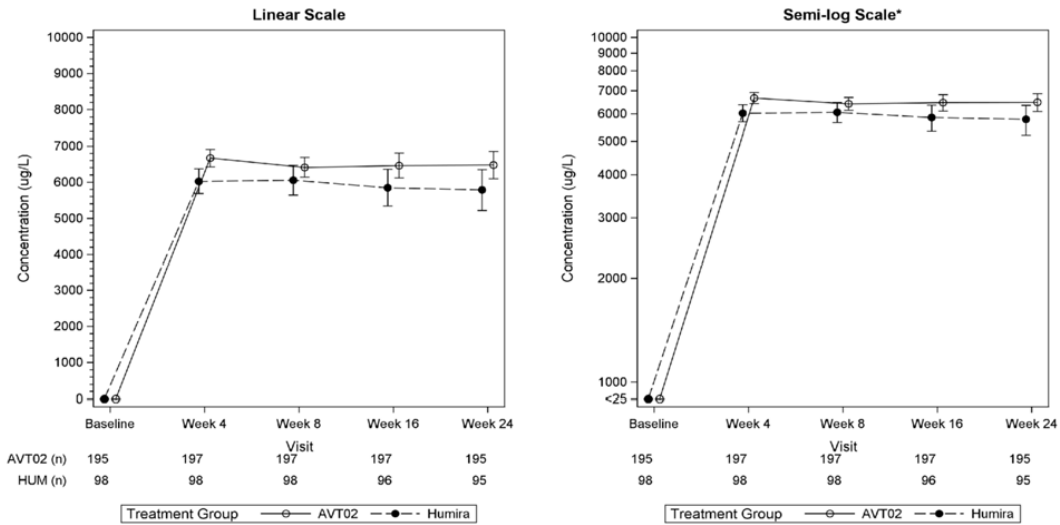 Linear Scale
10000
9000
8000
7000
6000
5000
4000
3000
2000
1000
0
Concentration (ug/L)
Baseline Week 4 Week 8 Week 16 Week 24
Visit
AVT02 (n) 195 197 197 197 195
HUM (n) 98 98 98 96 95
Treatment Group AVT02 Humira
Semi-log Scale*
10000
9000
8000
7000
6000
5000
4000
3000
2000
1000
<25
Concentration (ug/L)
Baseline Week 4 Week 8 Week 16 Week 24
Visit
195 197 197 197 195
98 98 98 96 95
Treatment Group AVT02 Humira